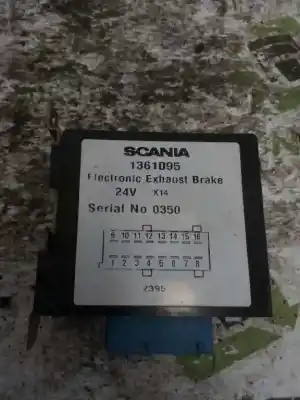 SCANIA
1361095
Electronic Exhaust Brake
24V X14
Serial No 0350
9 10 11 12 13 14 15 16
1 2 3 4 5 6 7 8
2395